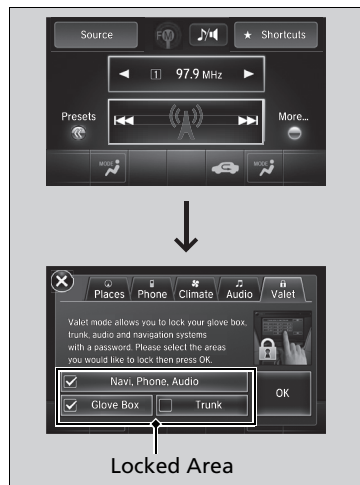 Source
FM
★ Shortcuts
◄ 1 97.9 MHz ►
Presets
More...
MODE
MODE
Places
Phone
Climate
Audio
Valet
Valet mode allows you to lock your glove box,
trunk, audio and navigation systems
with a password. Please select the areas
you would like to lock then press OK.
Navi, Phone, Audio
Glove Box
Trunk
OK
Locked Area